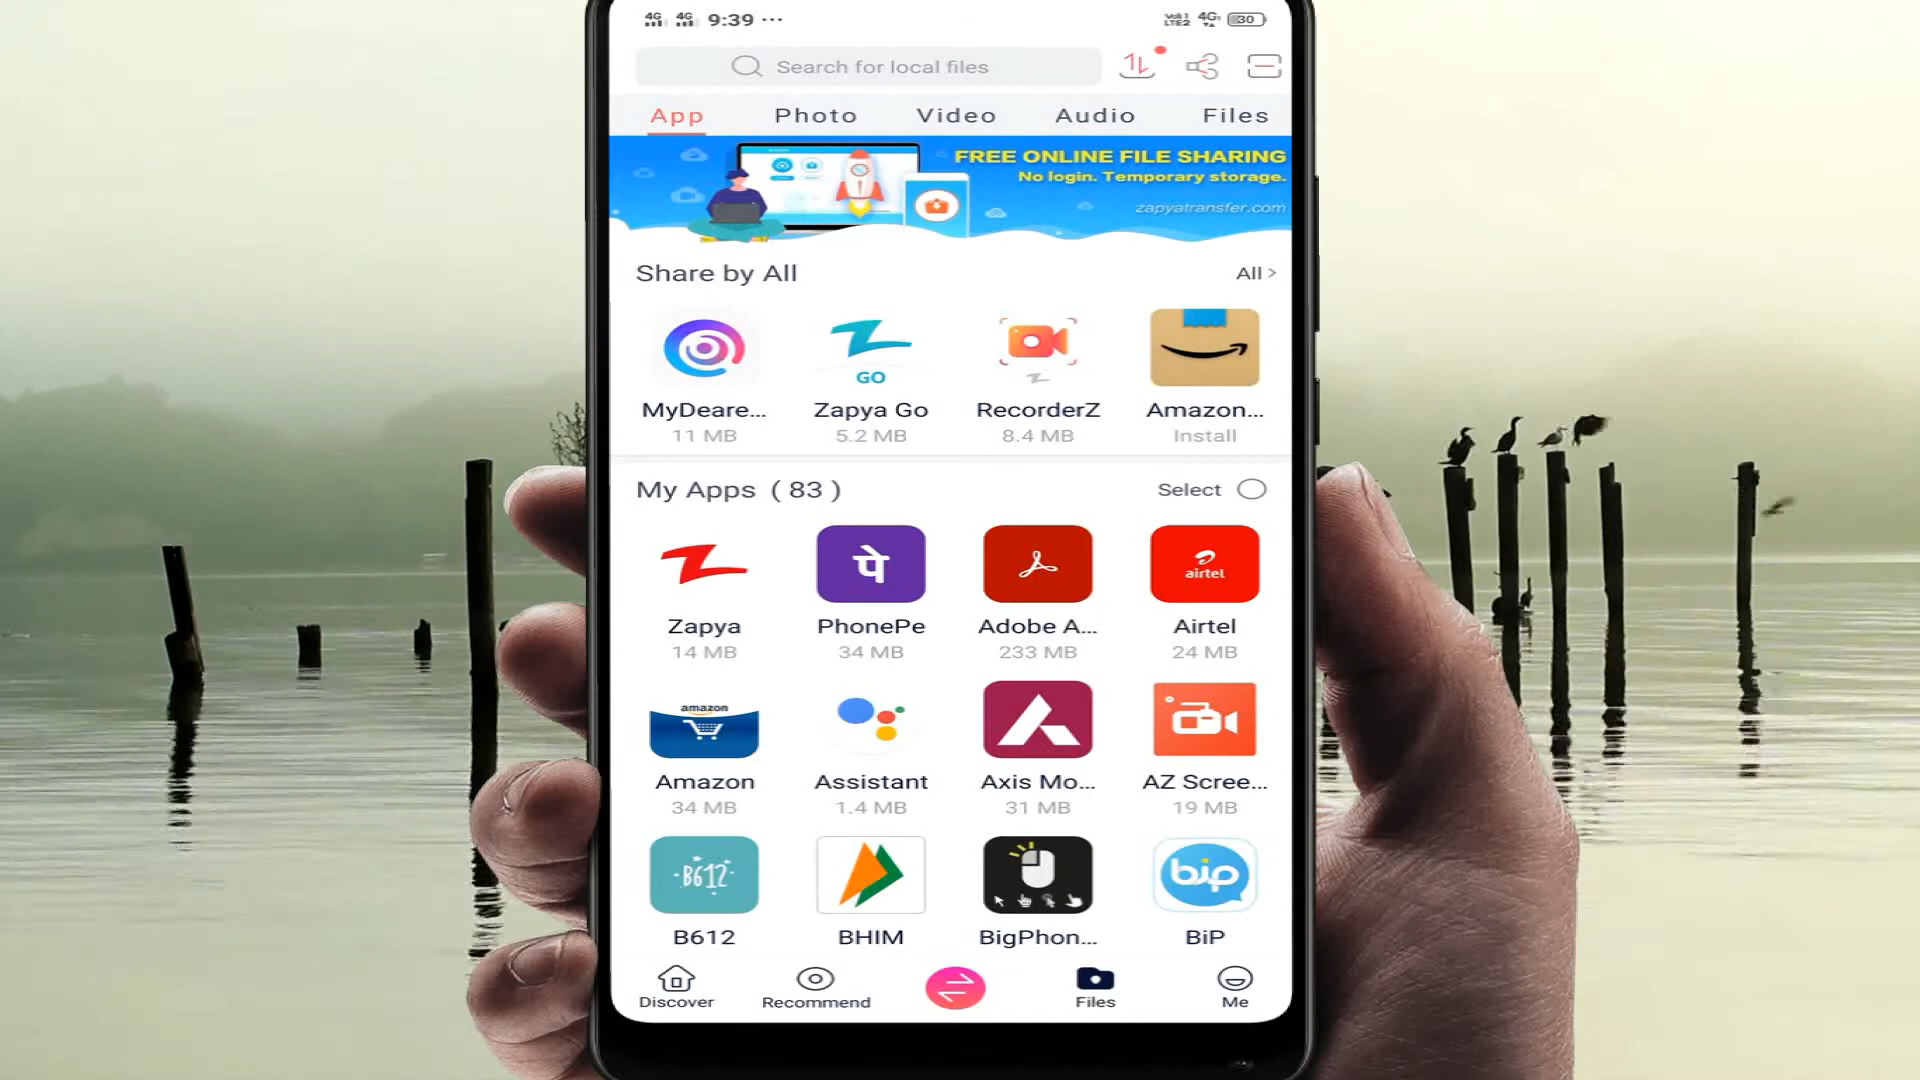 4G 4G 9:39 ...
4G 30
Search for local files
App Photo Video Audio Files
FREE ONLINE FILE SHARING
No login. Temporary storage.
zapyatransfer.com
Share by All All >
GO
MyDeare... Zapya Go RecorderZ Amazon...
11 MB 5.2 MB 8.4 MB Install
My Apps ( 83 ) Select
पे airtel
Zapya PhonePe Adobe A... Airtel
14 MB 34 MB 233 MB 24 MB
amazon
Amazon Assistant Axis Mo... AZ Scree...
34 MB 1.4 MB 31 MB 19 MB
B612 bip
B612 BHIM BigPhon... BiP
Discover Recommend Files Me